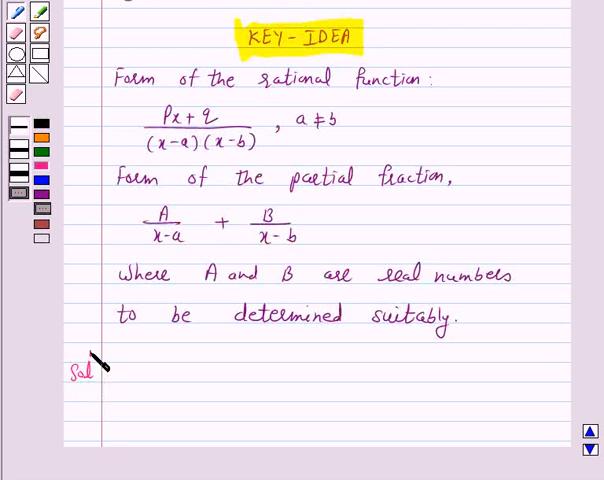 KEY-IDEA
Form of the rational function:
Px+q / (x-a)(x-b) , a≠b
Form of the partial fraction,
A / x-a + B / x-b
where A and B are real numbers
to be determined suitably.
Sol